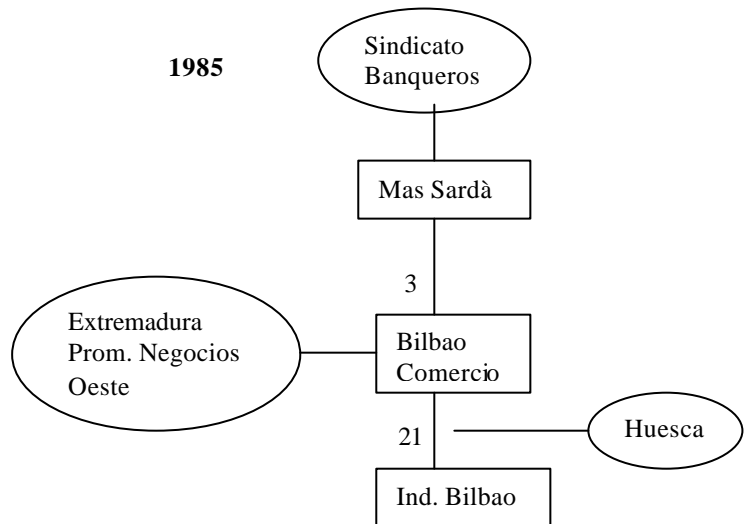 1985
Sindicato
Banqueros
Mas Sardà
3
Extremadura
Prom. Negocios
Oeste
Bilbao
Comercio
21
Huesca
Ind. Bilbao